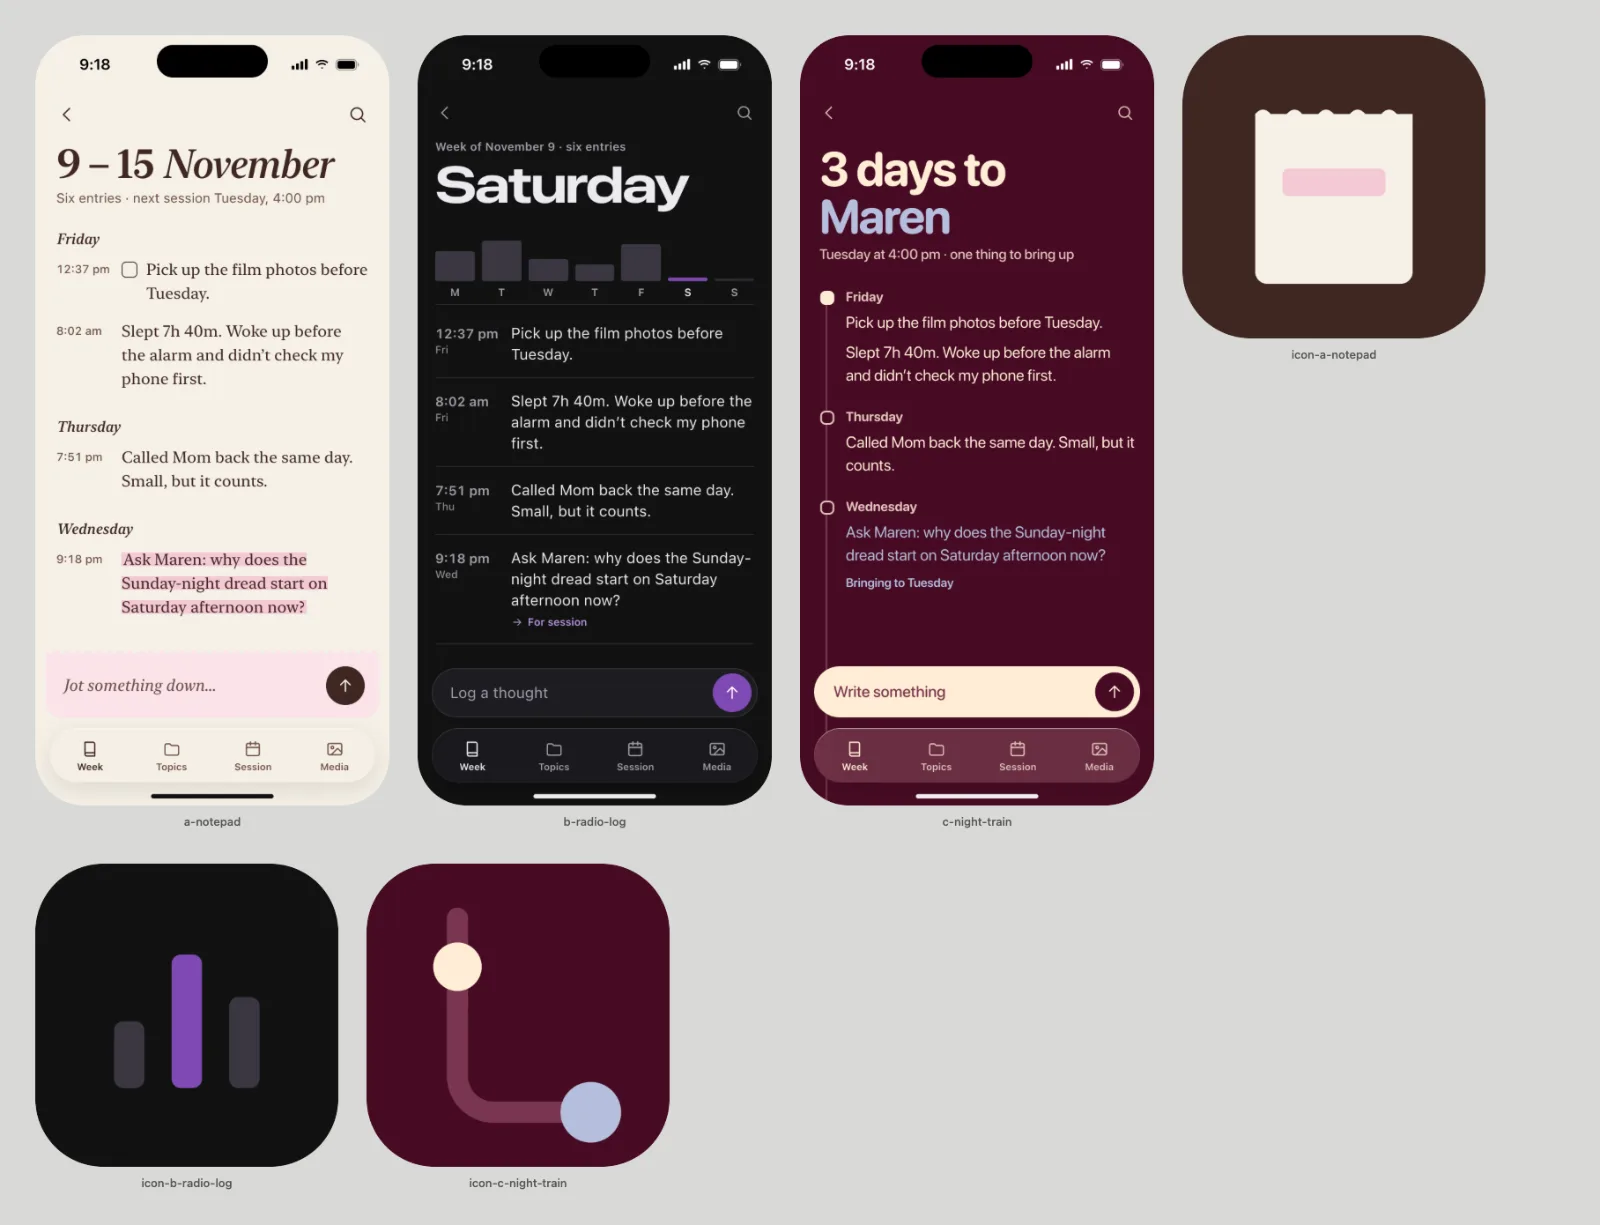 9:18
9 – 15 November
Six entries · next session Tuesday, 4:00 pm
Friday
12:37 pm Pick up the film photos before
Tuesday.
8:02 am Slept 7h 40m. Woke up before
the alarm and didn’t check my
phone first.
Thursday
7:51 pm Called Mom back the same day.
Small, but it counts.
Wednesday
9:18 pm Ask Maren: why does the
Sunday-night dread start on
Saturday afternoon now?
Jot something down...
Week Topics Session Media
a-notepad
9:18
Week of November 9 · six entries
Saturday
M T W T F S S
12:37 pm Pick up the film photos before
Fri Tuesday.
8:02 am Slept 7h 40m. Woke up before the
Fri alarm and didn’t check my phone
first.
7:51 pm Called Mom back the same day.
Thu Small, but it counts.
9:18 pm Ask Maren: why does the Sunday-
Wed night dread start on Saturday
afternoon now?
→ For session
Log a thought
Week Topics Session Media
b-radio-log
9:18
3 days to
Maren
Tuesday at 4:00 pm · one thing to bring up
Friday
Pick up the film photos before Tuesday.
Slept 7h 40m. Woke up before the alarm
and didn’t check my phone first.
Thursday
Called Mom back the same day. Small, but it
counts.
Wednesday
Ask Maren: why does the Sunday-night
dread start on Saturday afternoon now?
Bringing to Tuesday
Write something
Week Topics Session Media
c-night-train
icon-a-notepad
icon-b-radio-log
icon-c-night-train